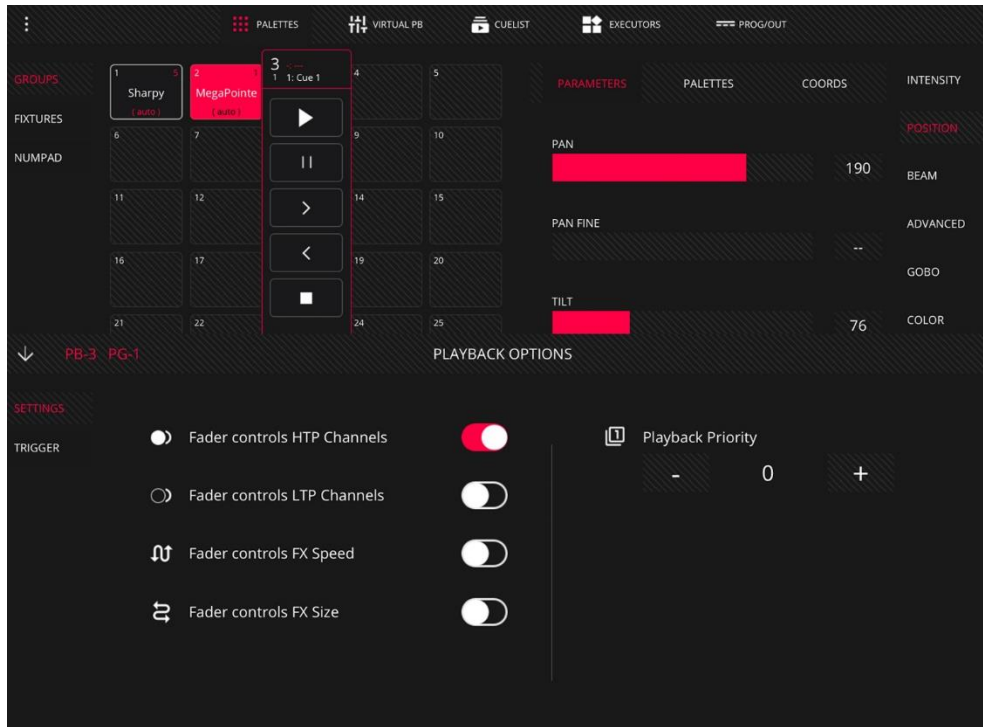 PALETTES VIRTUAL PB CUELIST EXECUTORS PROG/OUT
GROUPS
FIXTURES
NUMPAD
1 5
Sharpy
( auto )
2 5
MegaPointe
( auto )
3 <---
1 1: Cue 1
4
5
6
7
9
10
11
12
14
15
16
17
19
20
21
22
24
25
PARAMETERS PALETTES COORDS
PAN
190
PAN FINE
--
TILT
76
INTENSITY
POSITION
BEAM
ADVANCED
GOBO
COLOR
PB-3 PG-1 PLAYBACK OPTIONS
SETTINGS
TRIGGER
Fader controls HTP Channels
Fader controls LTP Channels
Fader controls FX Speed
Fader controls FX Size
1 Playback Priority
- 0 +